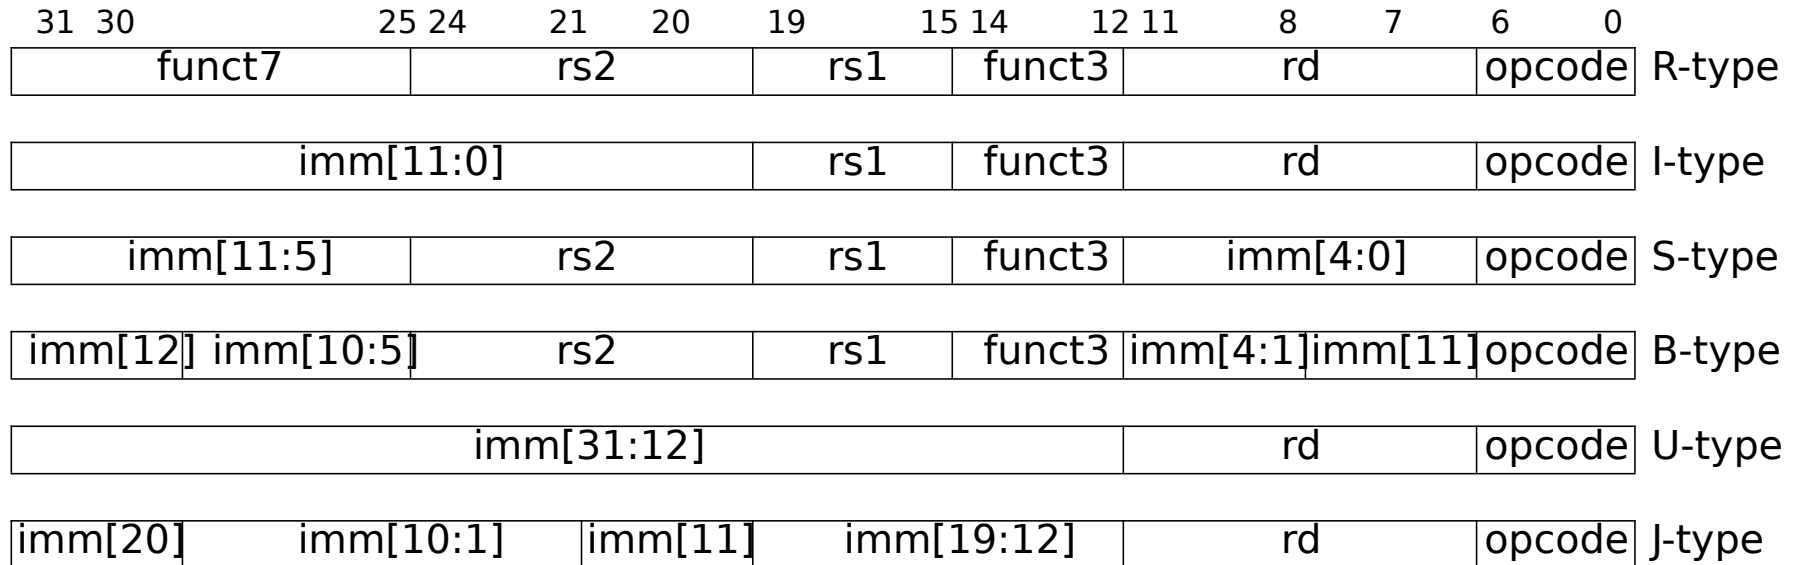 31 30 25 24 21 20 19 15 14 12 11 8 7 6 0
funct7 rs2 rs1 funct3 rd opcode R-type
imm[11:0] rs1 funct3 rd opcode I-type
imm[11:5] rs2 rs1 funct3 imm[4:0] opcode S-type
imm[12] imm[10:5] rs2 rs1 funct3 imm[4:1] imm[11] opcode B-type
imm[31:12] rd opcode U-type
imm[20] imm[10:1] imm[11] imm[19:12] rd opcode J-type